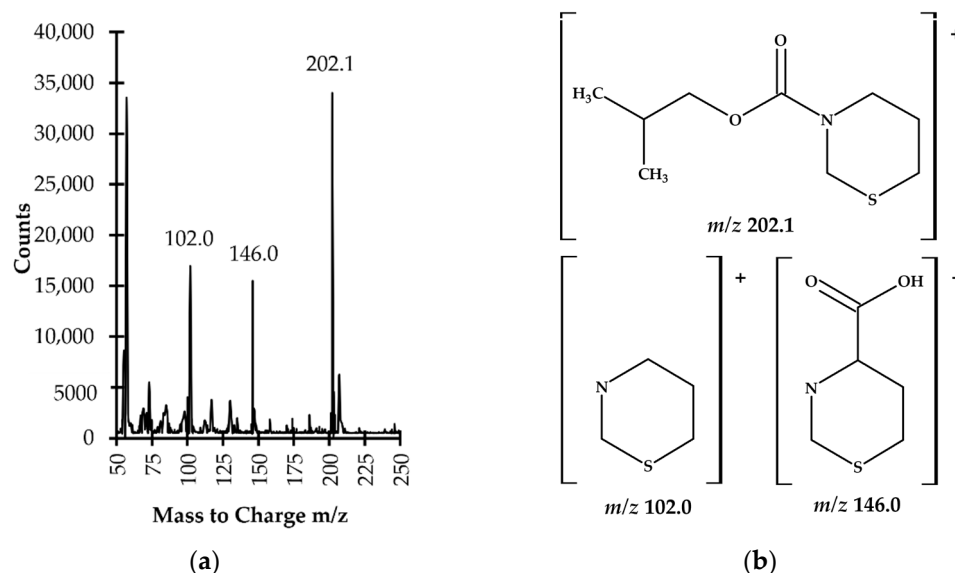 40,000
35,000
30,000
25,000
20,000
15,000
10,000
5000
0
Counts
202.1
102.0
146.0
50
75
100
125
150
175
200
225
250
Mass to Charge m/z
(a)
O
+
H₃C
O
N
CH₃
S
m/z 202.1
+
+
O
OH
N
N
S
S
m/z 102.0
m/z 146.0
(b)